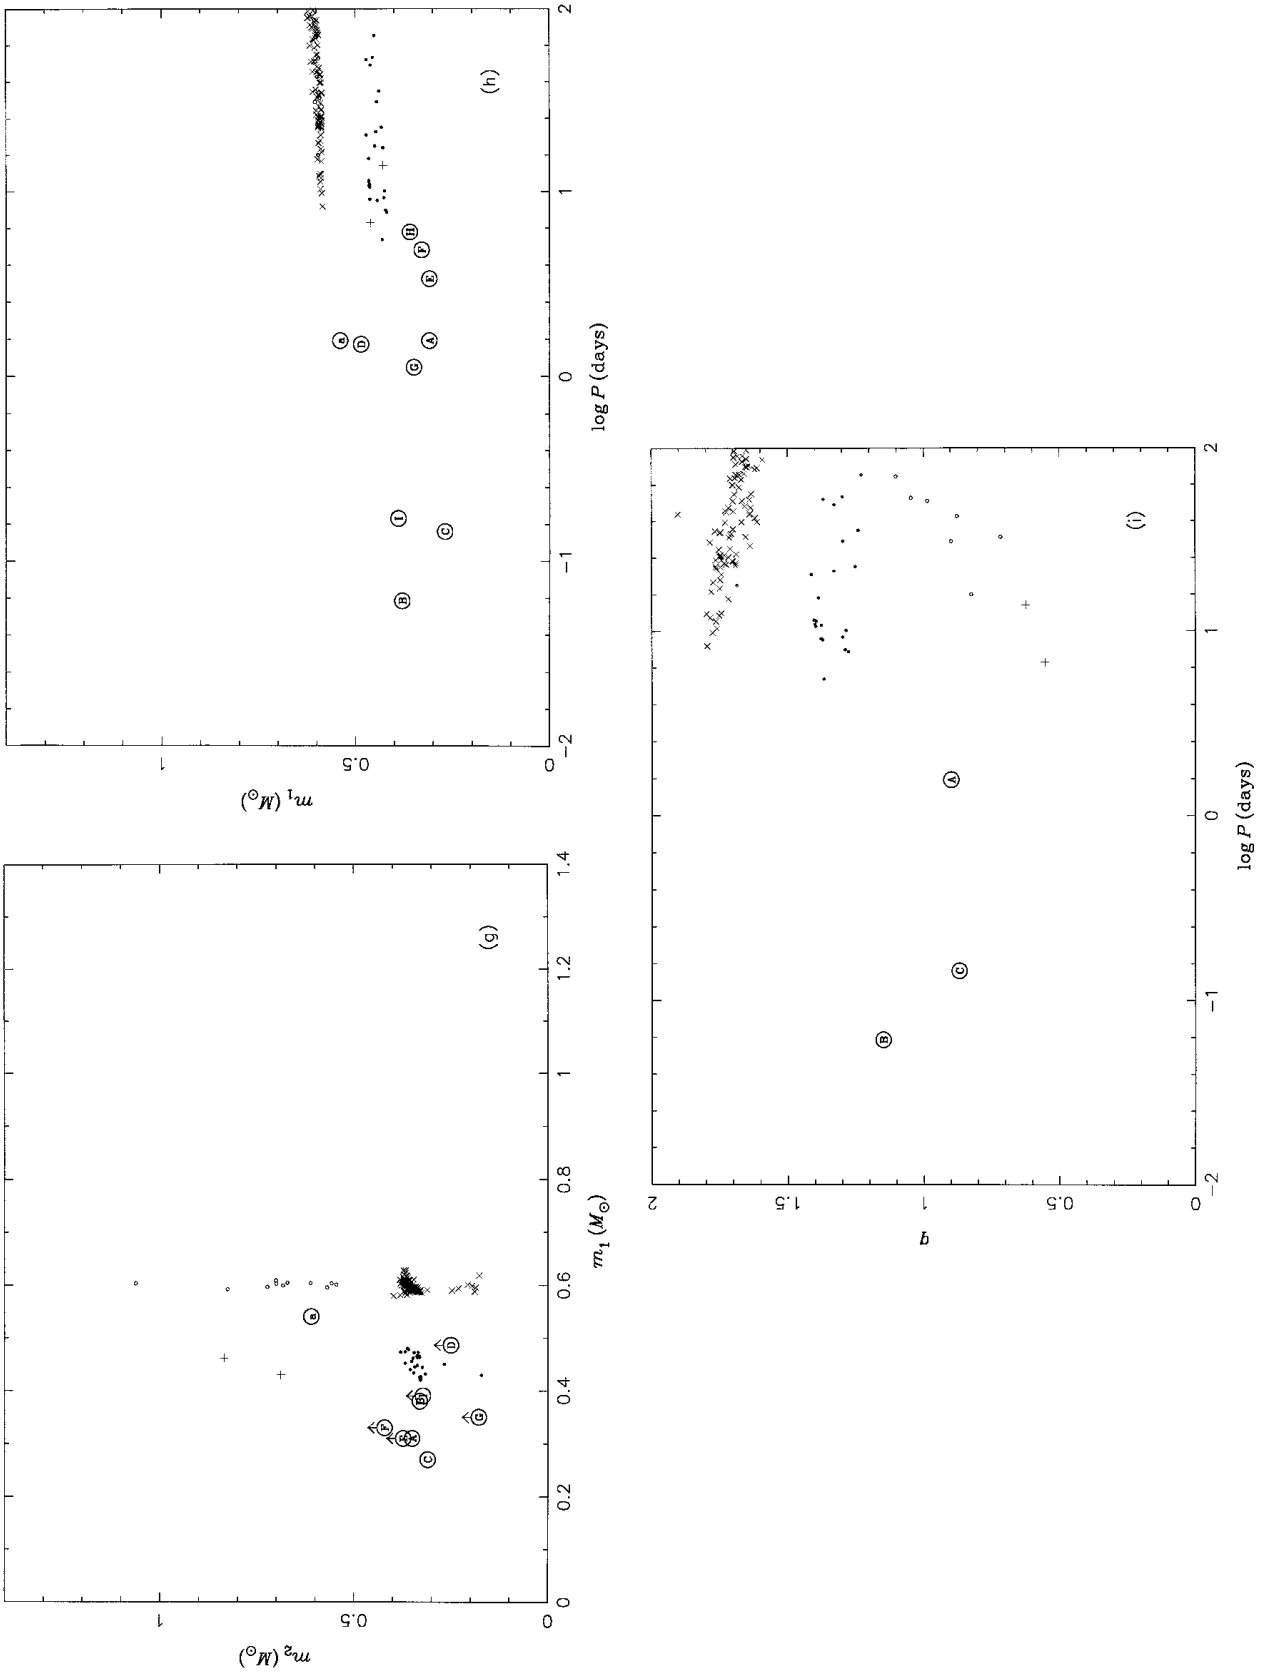 1
0.5
0
m₂ (M⊙)
0
0.2
0.4
0.6
0.8
1
1.2
1.4
m₁ (M⊙)
(g)
a
D
B
I
F
E
A
G
C
1
0.5
0
m₁ (M⊙)
−2
−1
0
1
2
log P (days)
(h)
B
C
I
G
a
D
A
E
F
H
2
1.5
1
0.5
0
q
−2
−1
0
1
2
log P (days)
(i)
B
C
A